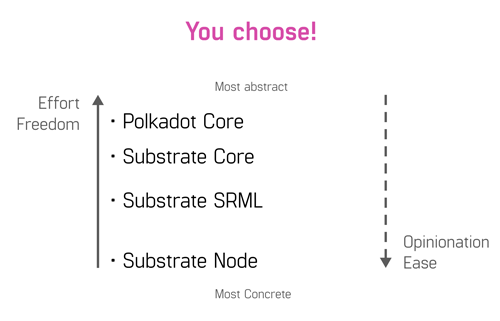 You choose!
Most abstract
Effort
Freedom
· Polkadot Core
· Substrate Core
· Substrate SRML
· Substrate Node
Opinionation
Ease
Most Concrete